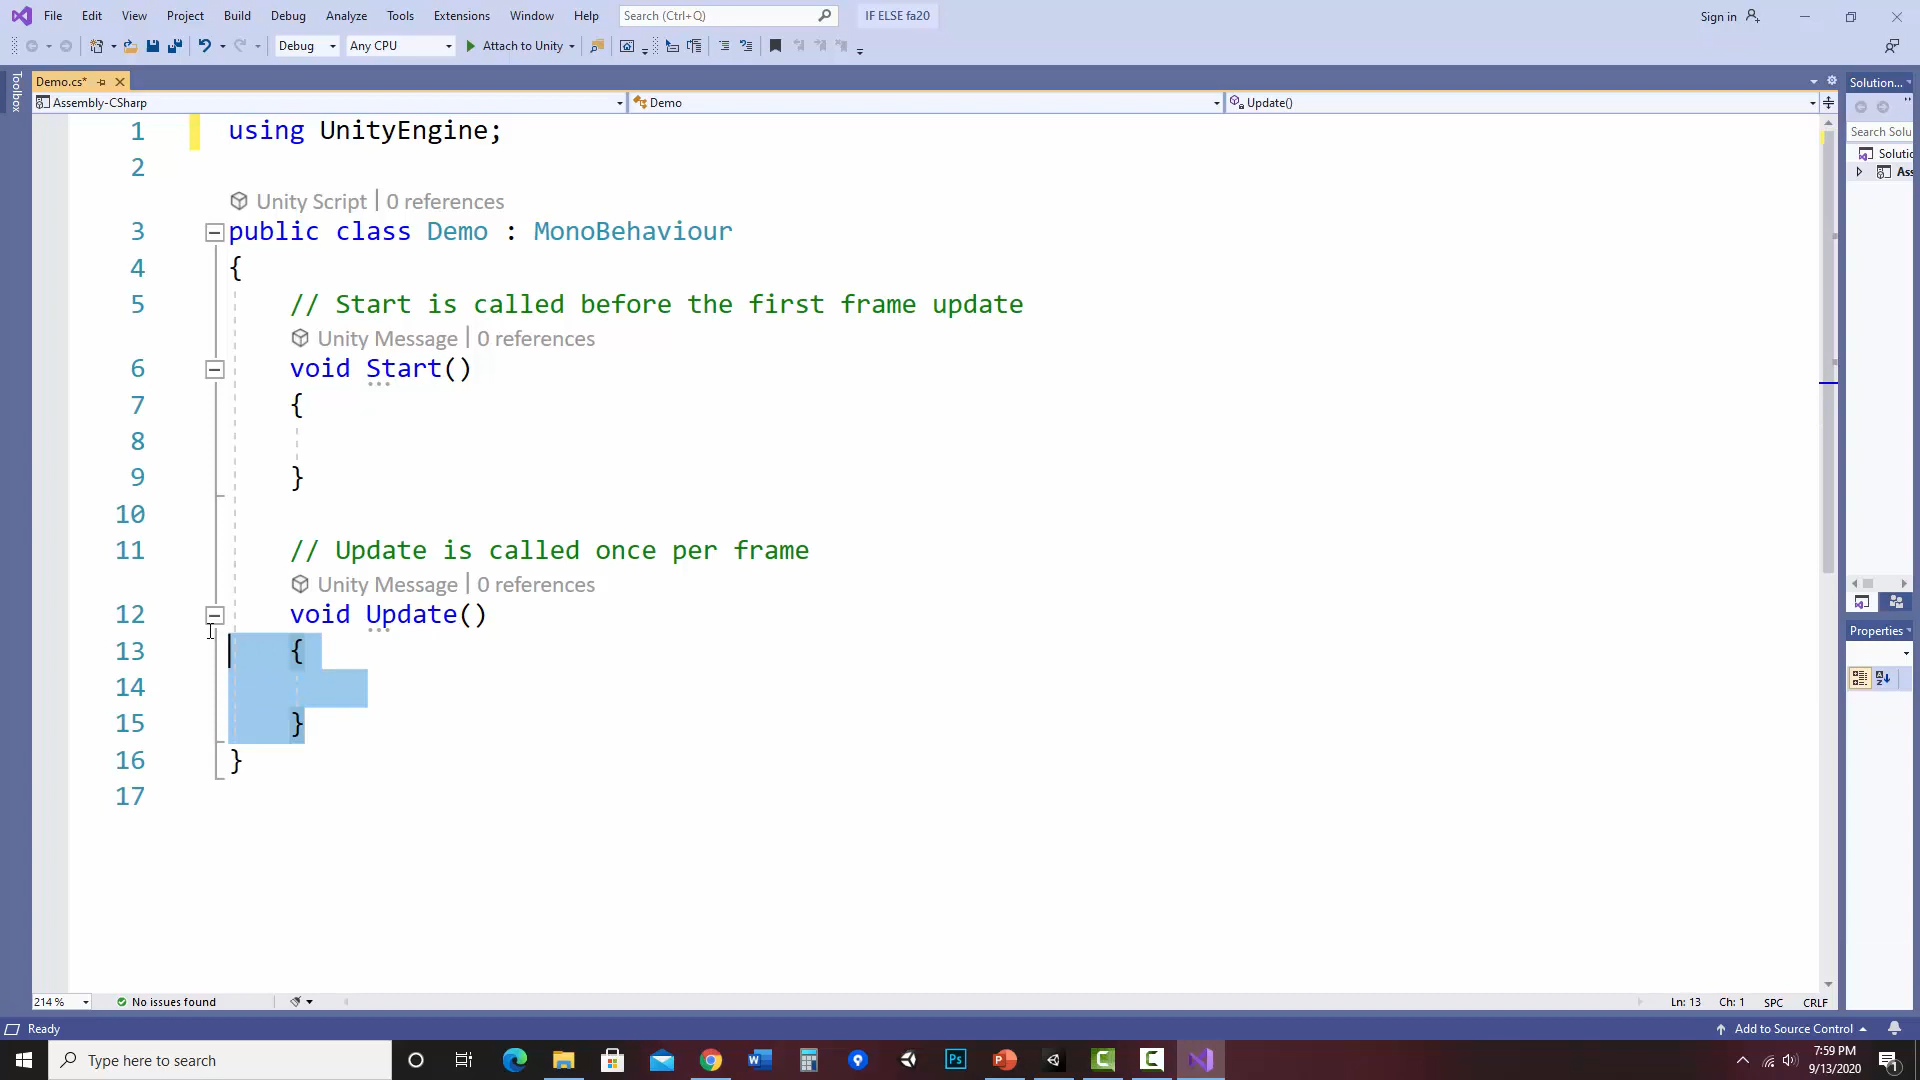 File Edit View Project Build Debug Analyze Tools Extensions Window Help Search (Ctrl+Q) IF ELSE fa20 Sign in
Debug Any CPU Attach to Unity
Toolbox
Demo.cs* Solution...
Assembly-CSharp Demo Update()
Search Solu
Solutio
Ass
1 using UnityEngine;
2
Unity Script | 0 references
3 public class Demo : MonoBehaviour
4 {
5 // Start is called before the first frame update
Unity Message | 0 references
6 void Start()
7 {
8
9 }
10
11 // Update is called once per frame
Unity Message | 0 references
12 void Update()
13 {
14
15 }
16 }
17
Properties
214 % No issues found Ln: 13 Ch: 1 SPC CRLF
Ready Add to Source Control
Type here to search
7:59 PM
9/13/2020
1